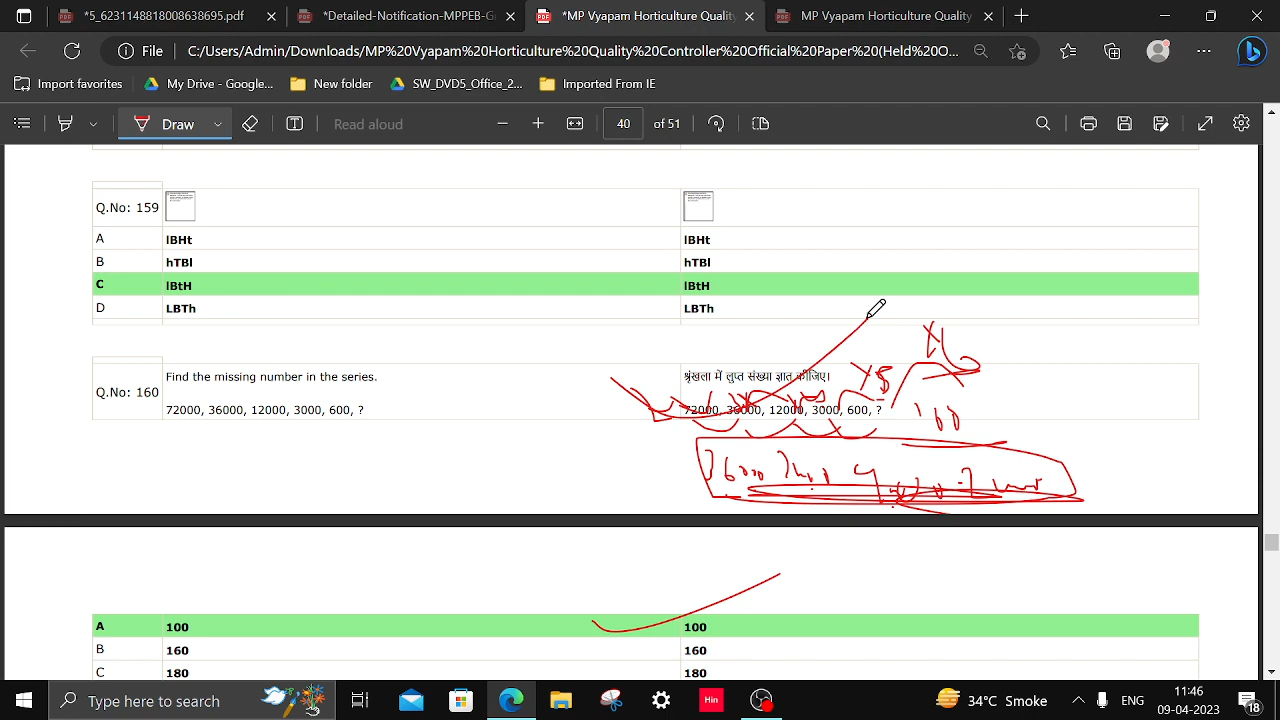 *5_6231148818008638695.pdf
*Detailed-Notification-MPPEB-G
*MP Vyapam Horticulture Quality
MP Vyapam Horticulture Quality
File C:/Users/Admin/Downloads/MP%20Vyapam%20Horticulture%20Quality%20Controller%20Official%20Paper%20(Held%20O...
Import favorites My Drive - Google... New folder SW_DVD5_Office_2... Imported From IE
Draw Read aloud 40 of 51
Q.No: 159
A lBHt lBHt
B hTBl hTBl
C lBtH lBtH
D LBTh LBTh
Q.No: 160 Find the missing number in the series. श्रृंखला में लुप्त संख्या ज्ञात कीजिए।
72000, 36000, 12000, 3000, 600, ? 72000, 36000, 12000, 3000, 600, ?
A 100 100
B 160 160
C 180 180
Type here to search
Hin
34°C Smoke
ENG
11:46
09-04-2023
18